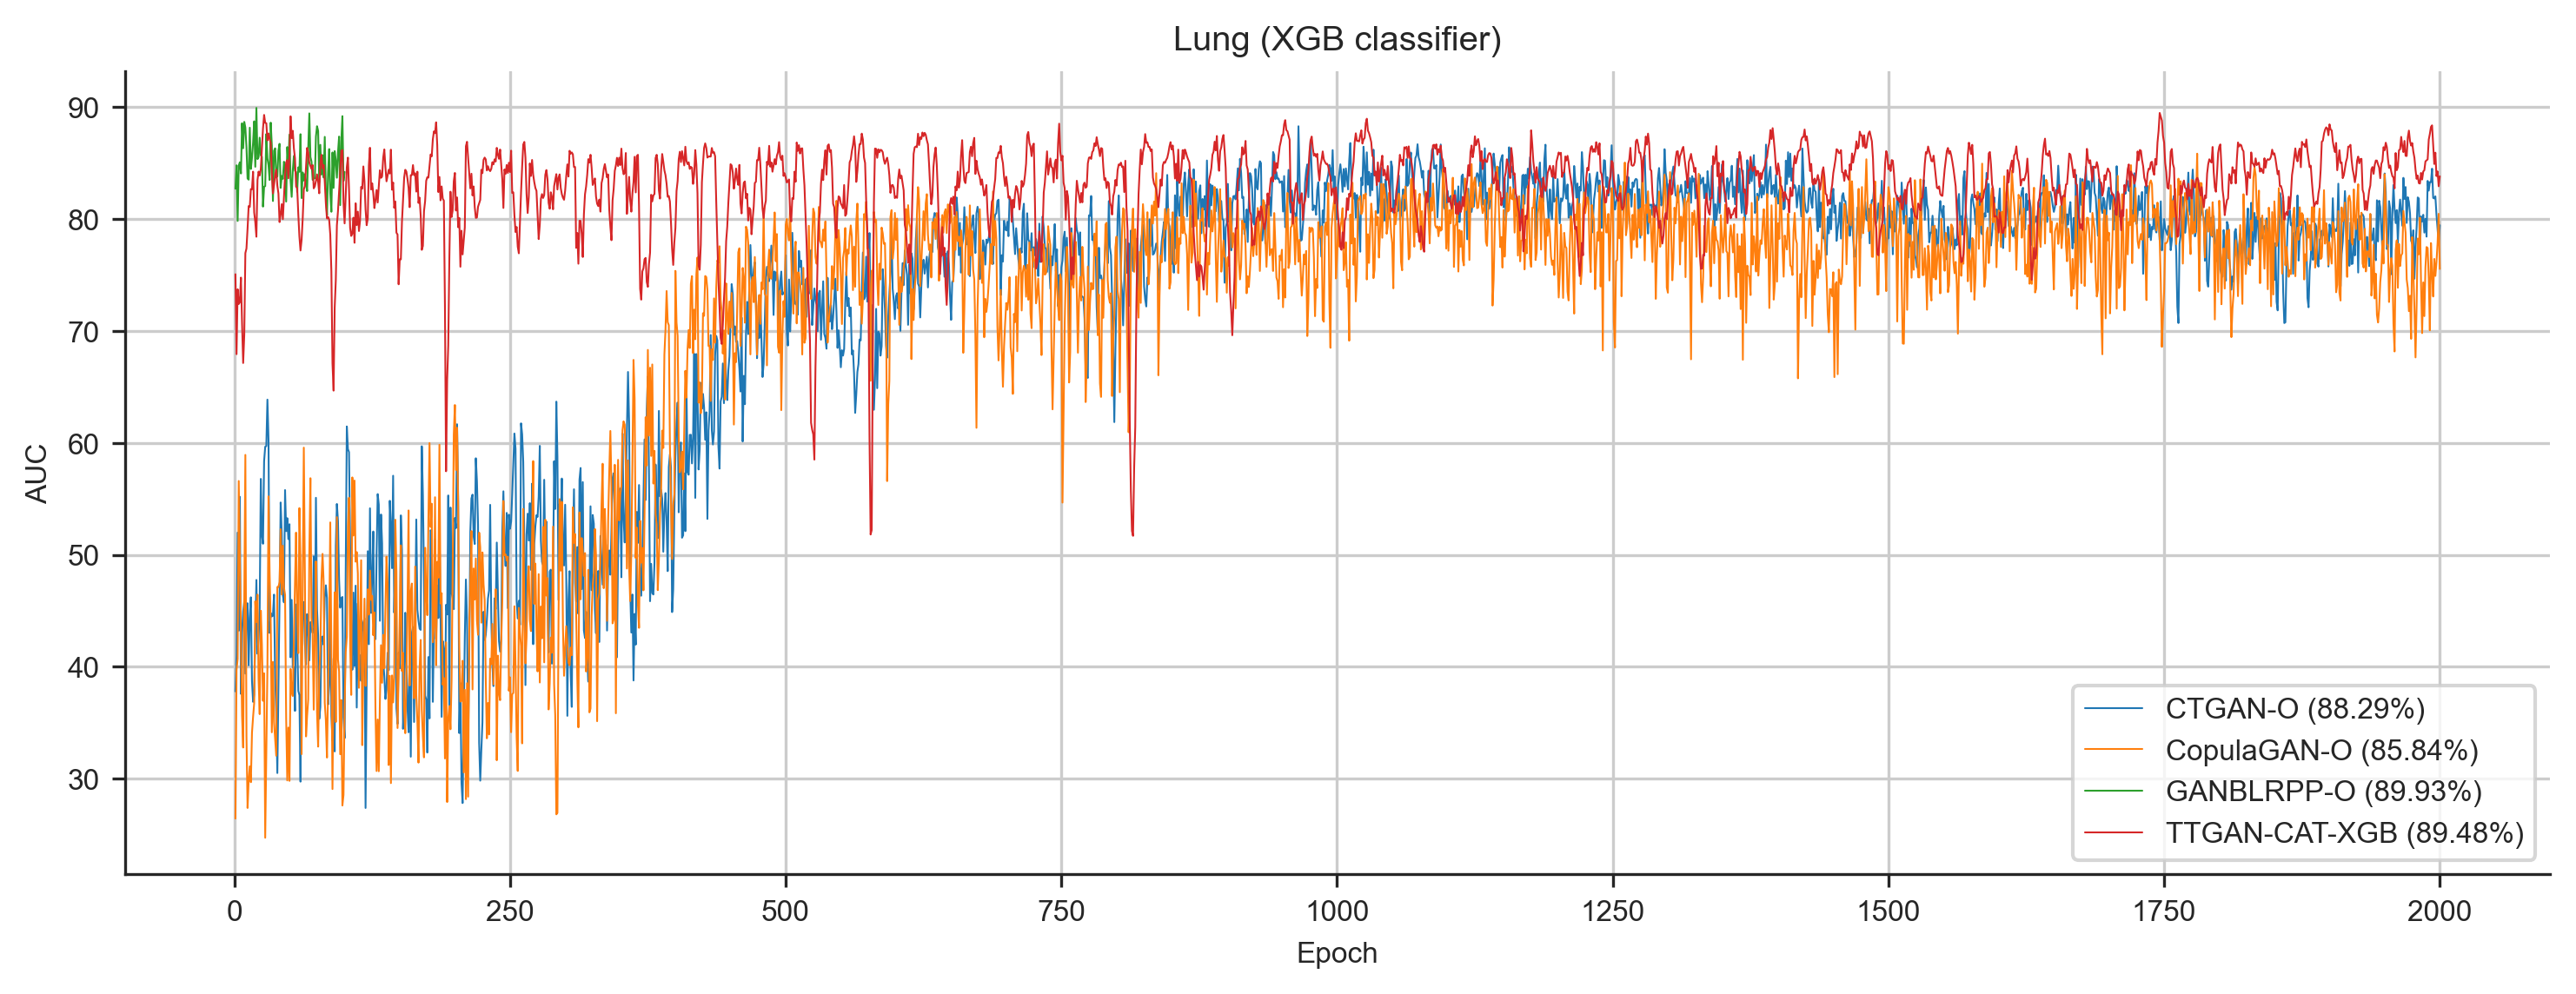 Lung (XGB classifier)
AUC
90
80
70
60
50
40
30
0 250 500 750 1000 1250 1500 1750 2000
Epoch
CTGAN-O (88.29%)
CopulaGAN-O (85.84%)
GANBLRPP-O (89.93%)
TTGAN-CAT-XGB (89.48%)